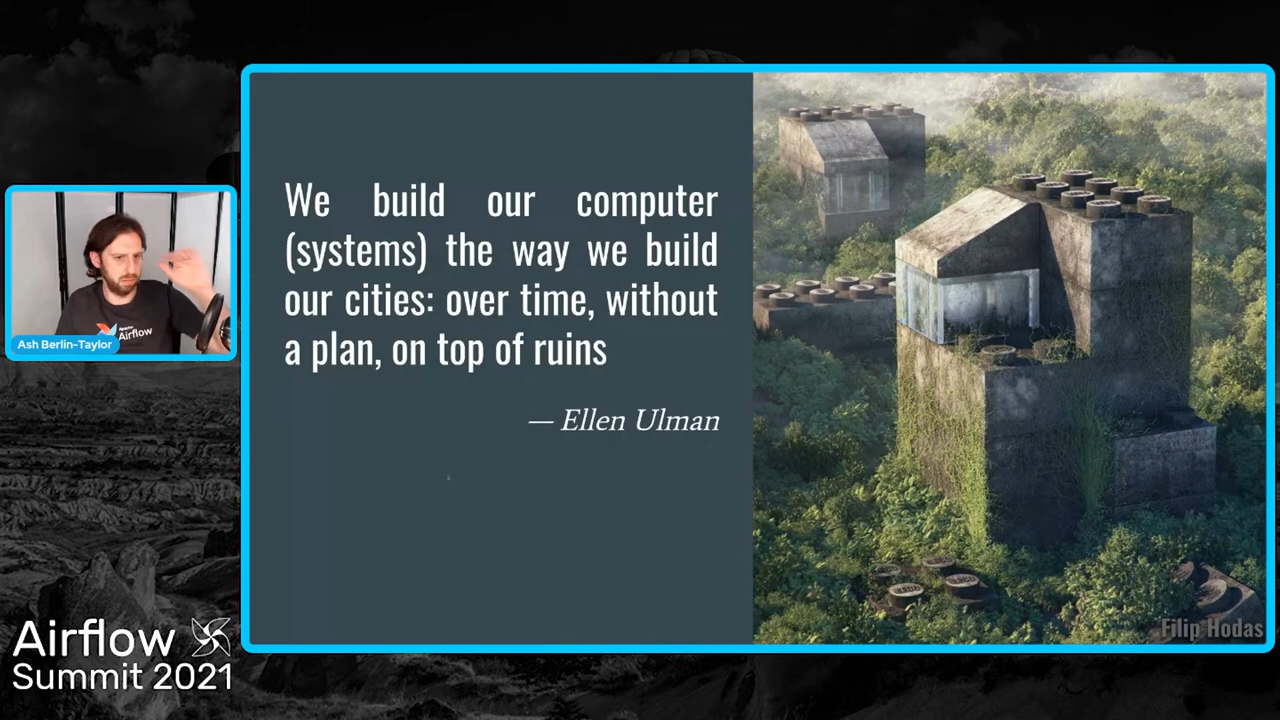 We build our computer
(systems) the way we build
our cities: over time, without
a plan, on top of ruins
— Ellen Ulman
Filip Hodas
Apache
Airflow
Ash Berlin-Taylor
Airflow
Summit 2021